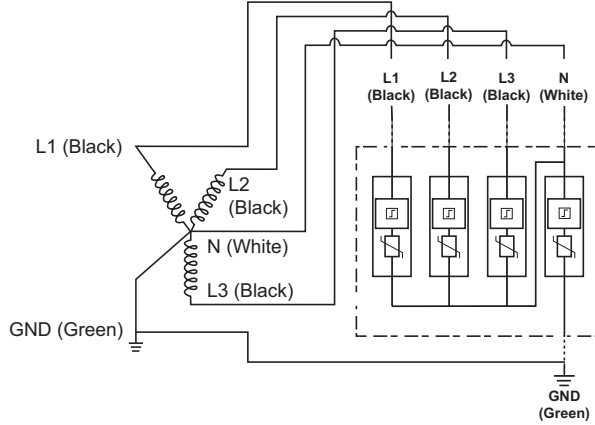 L1
(Black)
L2
(Black)
L3
(Black)
N
(White)
L1 (Black)
L2
(Black)
N (White)
L3 (Black)
GND (Green)
GND
(Green)